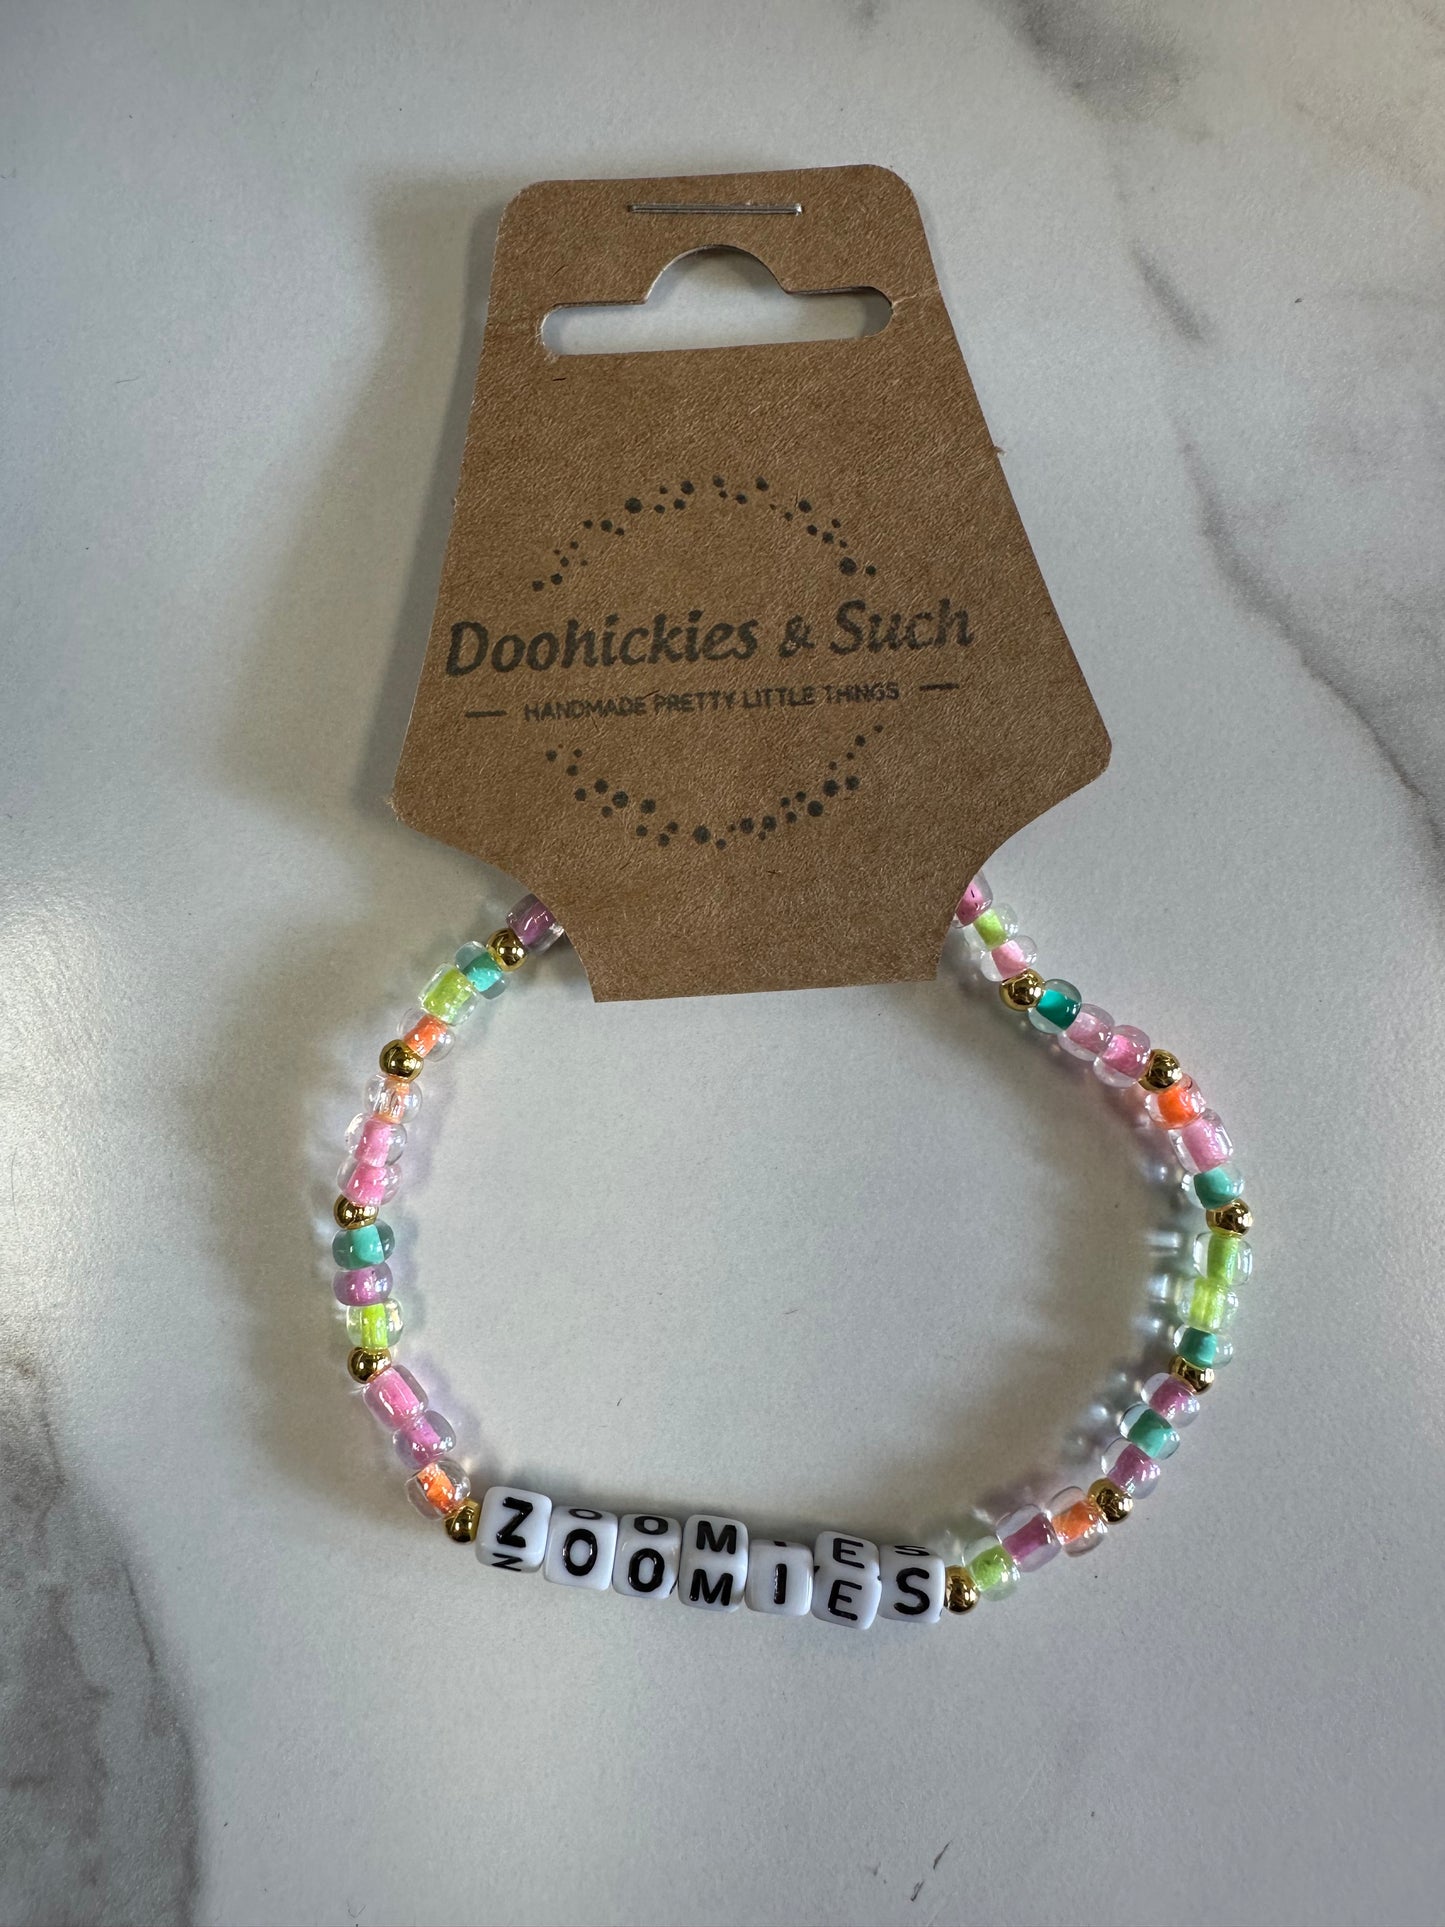 Doohickies & Such
HANDMADE PRETTY LITTLE THINGS
ZOOMIES